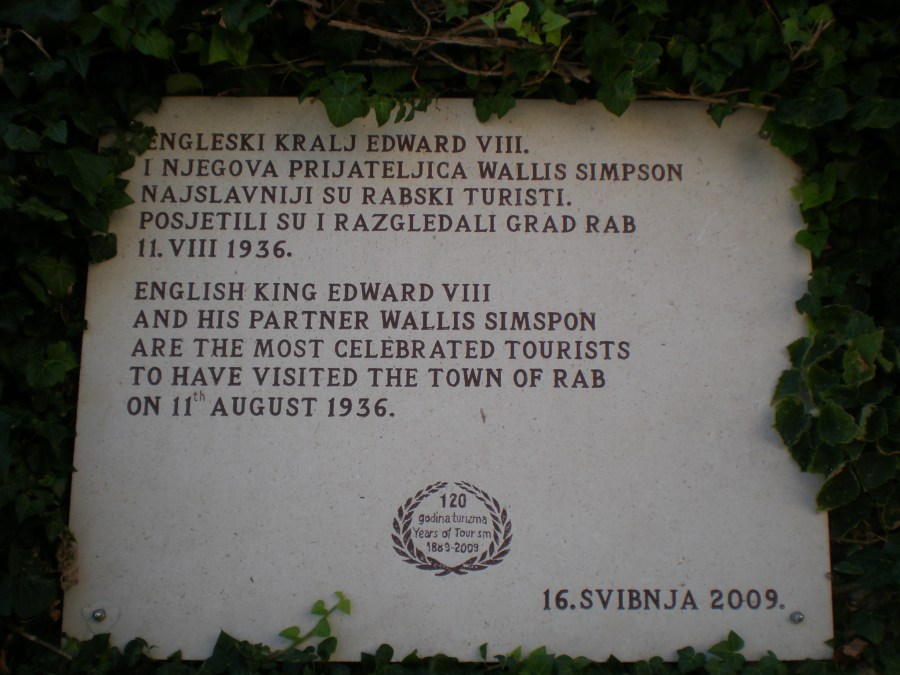 ENGLESKI KRALJ EDWARD VIII.
I NJEGOVA PRIJATELJICA WALLIS SIMPSON
NAJSLAVNIJI SU RABSKI TURISTI.
POSJETILI SU I RAZGLEDALI GRAD RAB
11. VIII 1936.
ENGLISH KING EDWARD VIII
AND HIS PARTNER WALLIS SIMSPON
ARE THE MOST CELEBRATED TOURISTS
TO HAVE VISITED THE TOWN OF RAB
ON 11th AUGUST 1936.
120
godina turizma
Years of Tourism
1889-2009
16. SVIBNJA 2009.